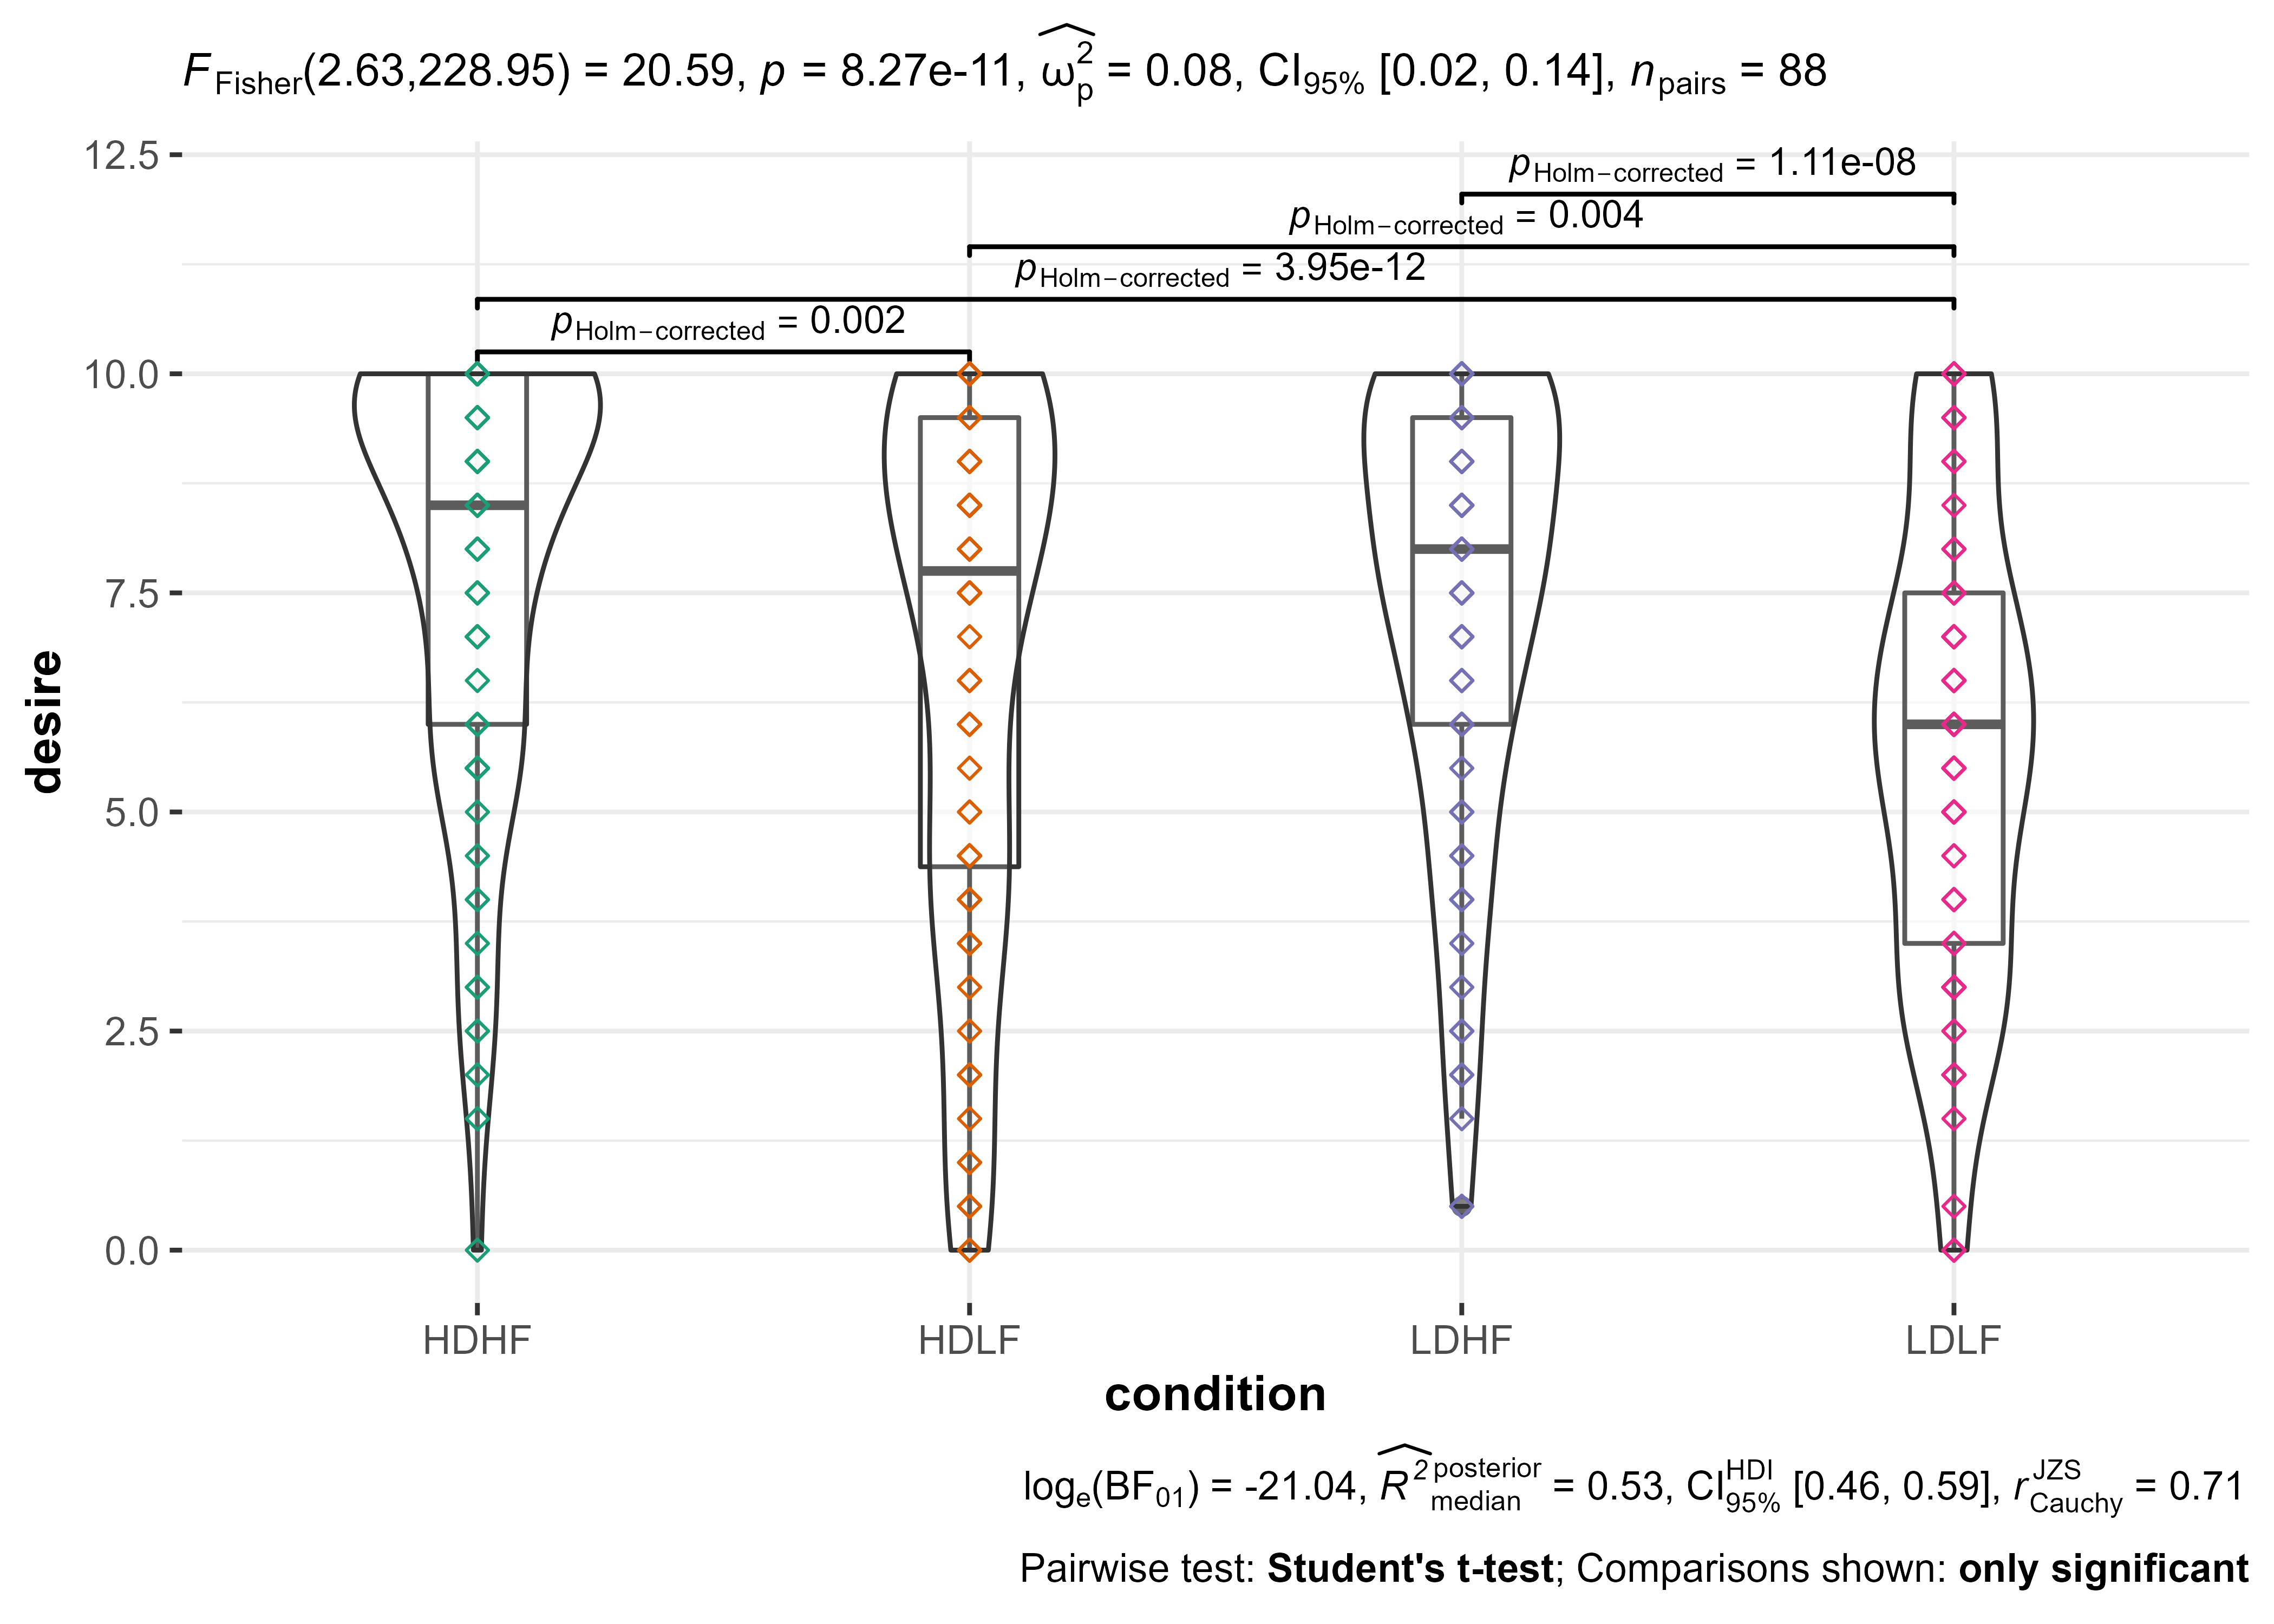 F Fisher(2.63,228.95) = 20.59, p = 8.27e-11, ω̂²p = 0.08, CI95% [0.02, 0.14], npairs = 88
12.5
pHolm−corrected = 1.11e-08
pHolm−corrected = 0.004
pHolm−corrected = 3.95e-12
pHolm−corrected = 0.002
10.0
7.5
desire
5.0
2.5
0.0
HDHF HDLF LDHF LDLF
condition
loge(BF01) = -21.04, R̂² posterior median = 0.53, CI HDI 95% [0.46, 0.59], r JZS Cauchy = 0.71
Pairwise test: Student's t-test; Comparisons shown: only significant